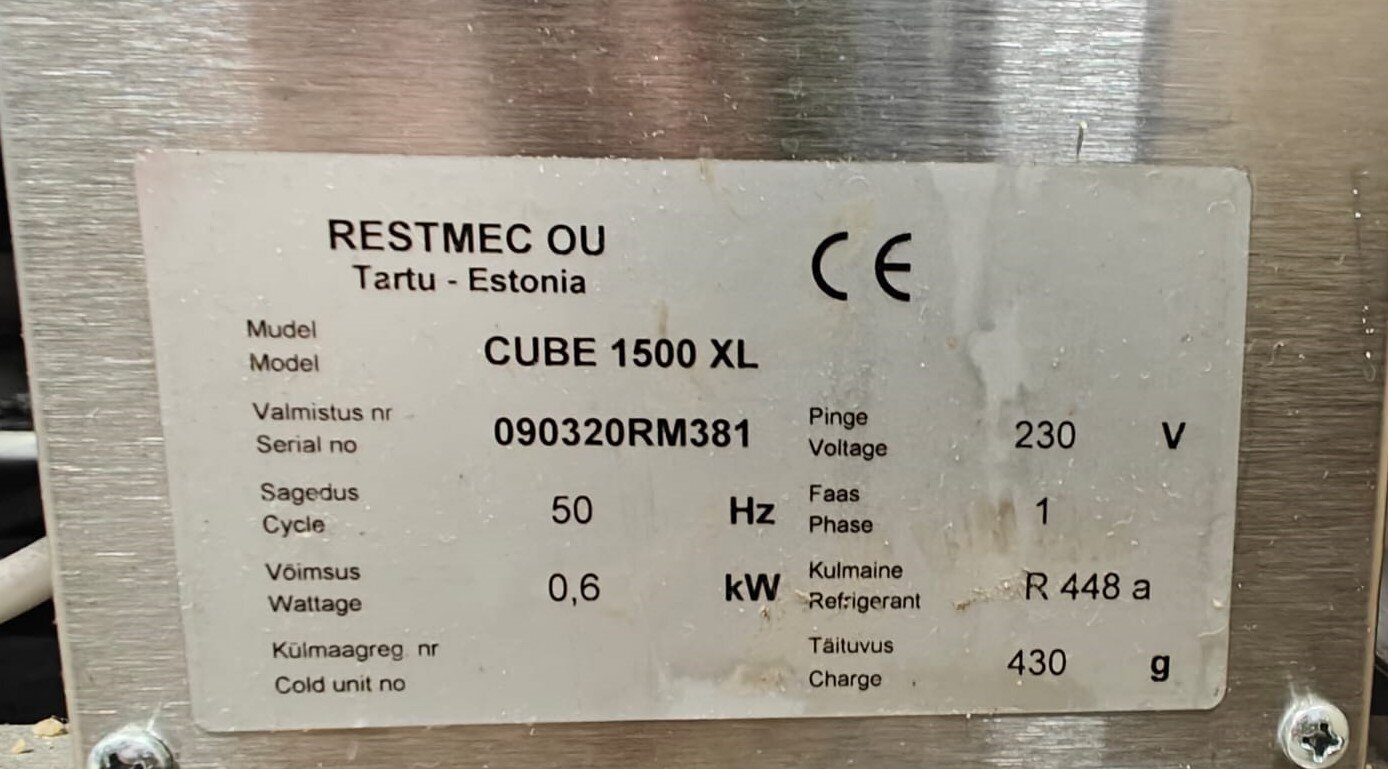 RESTMEC OU
Tartu - Estonia
CE
Mudel
Model
CUBE 1500 XL
Valmistus nr
Serial no
090320RM381
Pinge
Voltage
230 V
Sagedus
Cycle
50 Hz
Faas
Phase
1
Võimsus
Wattage
0,6 kW
Kulmaine
Refrigerant
R 448 a
Külmaagreg. nr
Cold unit no
Täituvus
Charge
430 g